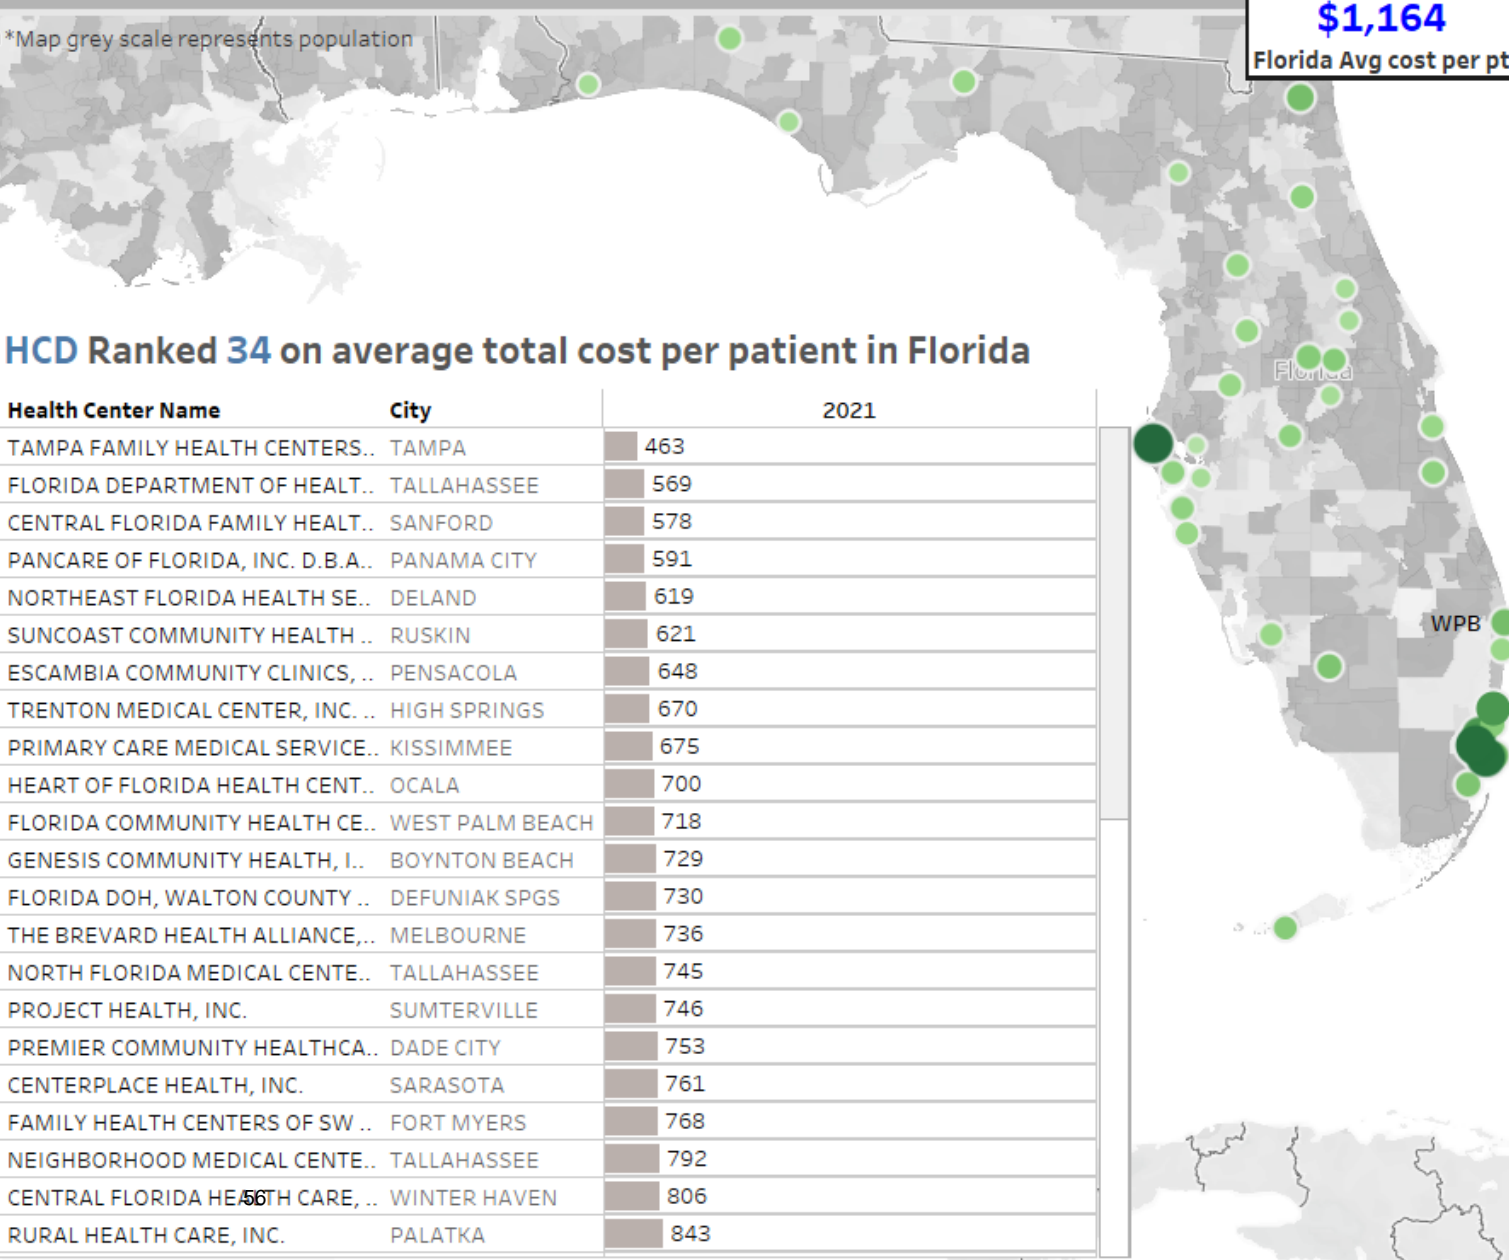 $1,164
*Map grey scale represents population
Florida Avg cost per pt
HCD Ranked 34 on average total cost per patient in Florida
Florida
Health Center Name City 2021
TAMPA FAMILY HEALTH CENTERS.. TAMPA 463
FLORIDA DEPARTMENT OF HEALT.. TALLAHASSEE 569
CENTRAL FLORIDA FAMILY HEALT.. SANFORD 578
PANCARE OF FLORIDA, INC. D.B.A.. PANAMA CITY 591
NORTHEAST FLORIDA HEALTH SE.. DELAND 619
WPB
SUNCOAST COMMUNITY HEALTH .. RUSKIN 621
ESCAMBIA COMMUNITY CLINICS, .. PENSACOLA 648
TRENTON MEDICAL CENTER, INC. .. HIGH SPRINGS 670
PRIMARY CARE MEDICAL SERVICE.. KISSIMMEE 675
HEART OF FLORIDA HEALTH CENT.. OCALA 700
FLORIDA COMMUNITY HEALTH CE.. WEST PALM BEACH 718
GENESIS COMMUNITY HEALTH, I.. BOYNTON BEACH 729
FLORIDA DOH, WALTON COUNTY .. DEFUNIAK SPGS 730
THE BREVARD HEALTH ALLIANCE,.. MELBOURNE 736
NORTH FLORIDA MEDICAL CENTE.. TALLAHASSEE 745
PROJECT HEALTH, INC. SUMTERVILLE 746
PREMIER COMMUNITY HEALTHCA.. DADE CITY 753
CENTERPLACE HEALTH, INC. SARASOTA 761
FAMILY HEALTH CENTERS OF SW .. FORT MYERS 768
NEIGHBORHOOD MEDICAL CENTE.. TALLAHASSEE 792
CENTRAL FLORIDA HEALTH CARE, .. WINTER HAVEN 806
56
RURAL HEALTH CARE, INC. PALATKA 843